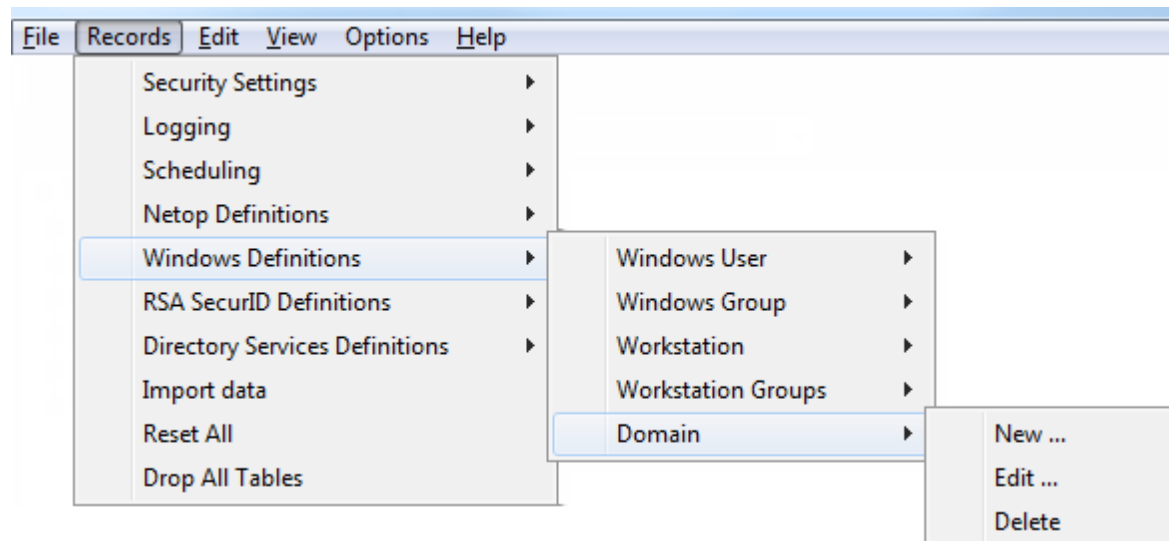 File Records Edit View Options Help
Security Settings
Logging
Scheduling
Netop Definitions
Windows Definitions
RSA SecurID Definitions
Directory Services Definitions
Import data
Reset All
Drop All Tables
Windows User
Windows Group
Workstation
Workstation Groups
Domain
New ...
Edit ...
Delete